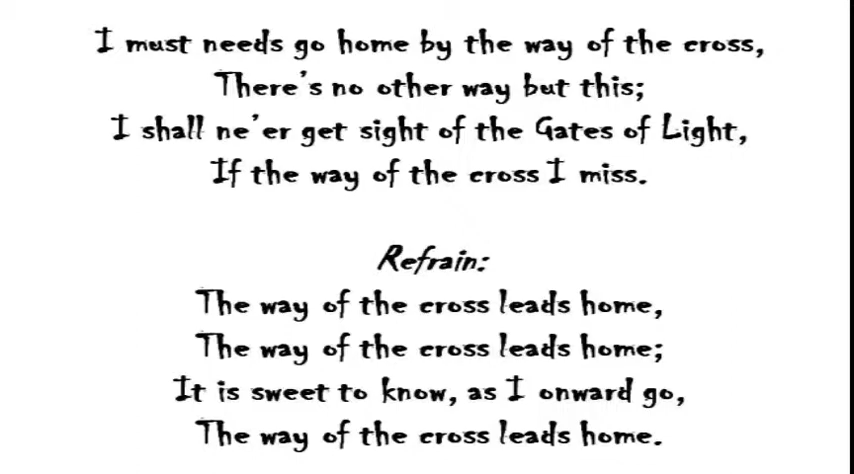 I must needs go home by the way of the cross,
There's no other way but this;
I shall ne'er get sight of the Gates of Light,
If the way of the cross I miss.
Refrain:
The way of the cross leads home,
The way of the cross leads home;
It is sweet to know, as I onward go,
The way of the cross leads home.